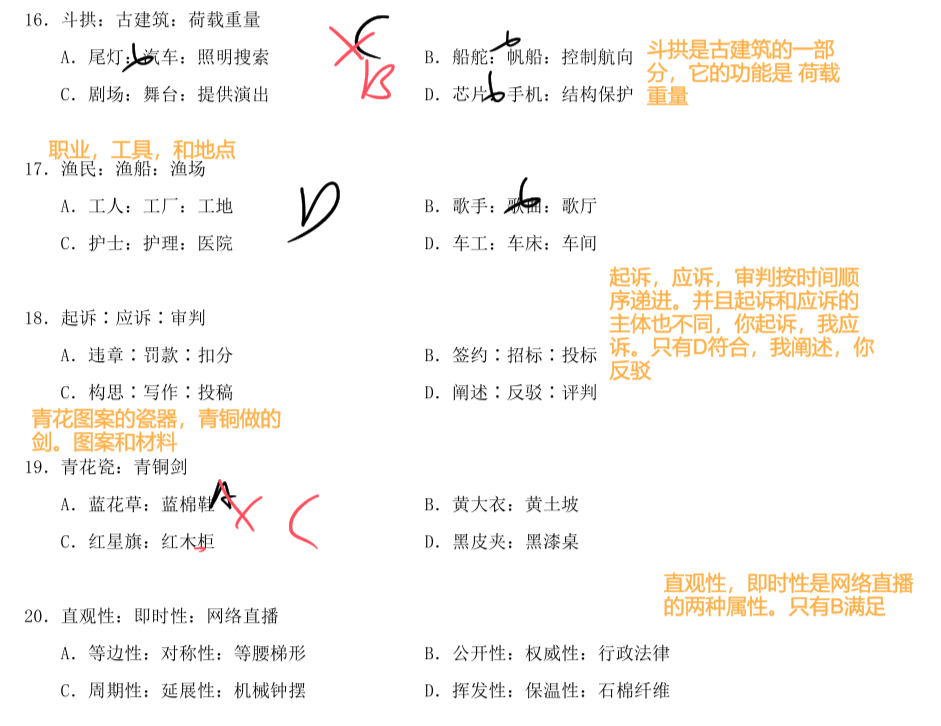 16. 斗拱：古建筑：荷载重量
A. 尾灯：汽车：照明搜索
B. 船舵：帆船：控制航向
C. 剧场：舞台：提供演出
D. 芯片：手机：结构保护
C
B
b
b
b
斗拱是古建筑的一部
分，它的功能是 荷载
重量
职业，工具，和地点
17. 渔民：渔船：渔场
A. 工人：工厂：工地
B. 歌手：歌曲：歌厅
C. 护士：护理：医院
D. 车工：车床：车间
D
b
18. 起诉：应诉：审判
A. 违章：罚款：扣分
B. 签约：招标：投标
C. 构思：写作：投稿
D. 阐述：反驳：评判
起诉，应诉，审判按时间顺
序递进。并且起诉和应诉的
主体也不同，你起诉，我应
诉。只有D符合，我阐述，你
反驳
青花图案的瓷器，青铜做的
剑。图案和材料
19. 青花瓷：青铜剑
A. 蓝花草：蓝棉鞋
B. 黄大衣：黄土坡
C. 红星旗：红木柜
D. 黑皮夹：黑漆桌
A
C
直观性，即时性是网络直播
的两种属性。只有B满足
20. 直观性：即时性：网络直播
A. 等边性：对称性：等腰梯形
B. 公开性：权威性：行政法律
C. 周期性：延展性：机械钟摆
D. 挥发性：保温性：石棉纤维